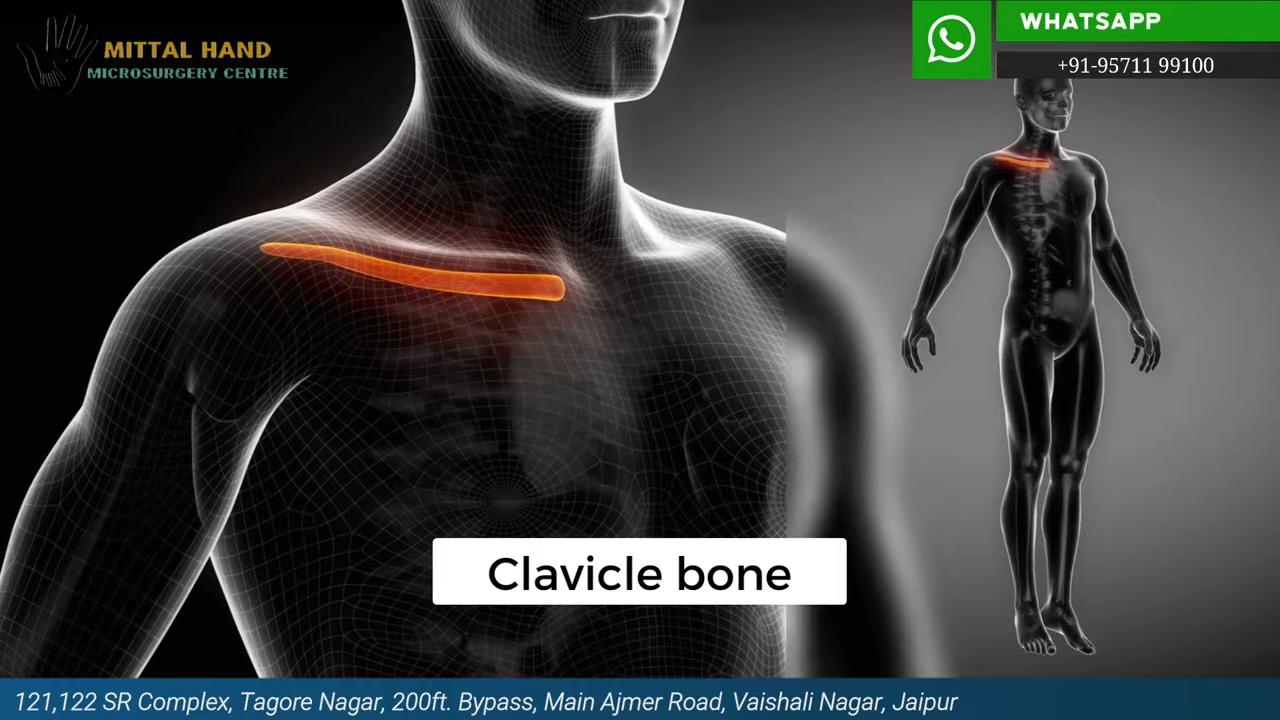 MITTAL HAND
MICROSURGERY CENTRE
WHATSAPP
+91-95711 99100
Clavicle bone
121,122 SR Complex, Tagore Nagar, 200ft. Bypass, Main Ajmer Road, Vaishali Nagar, Jaipur